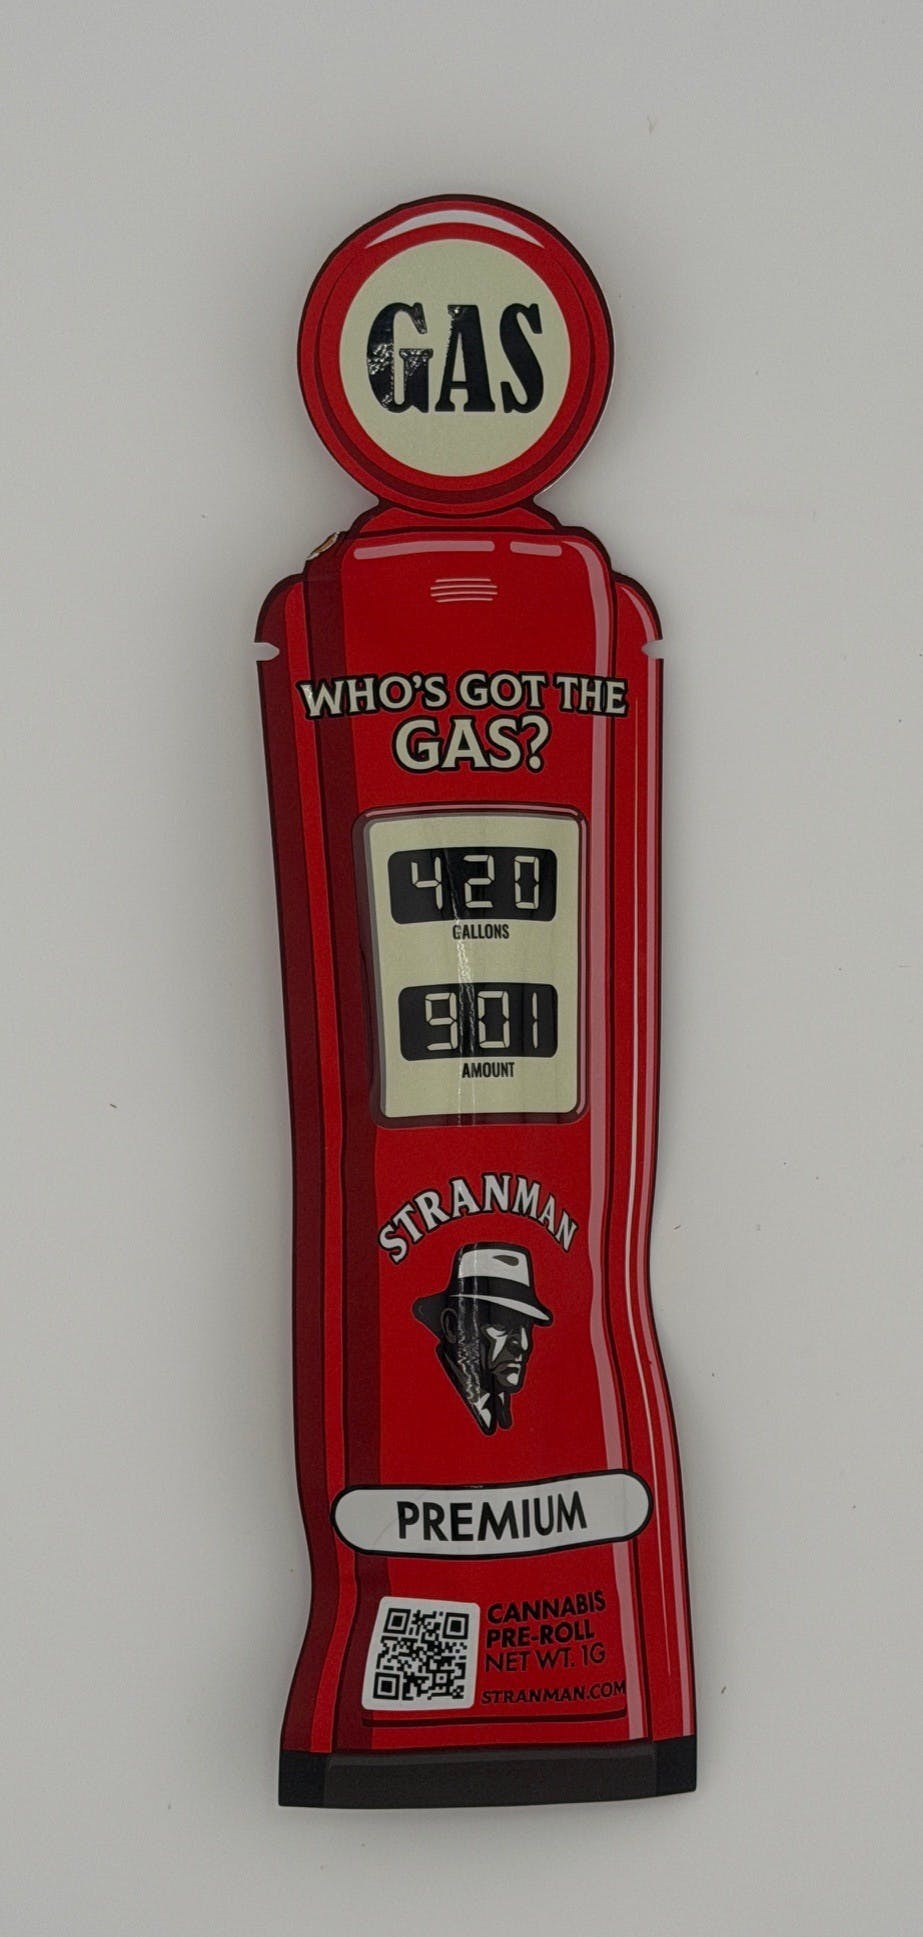 GAS
WHO'S GOT THE
GAS?
420
GALLONS
901
AMOUNT
STRANMAN
PREMIUM
CANNABIS
PRE-ROLL
NET WT. 1G
STRANMAN.COM